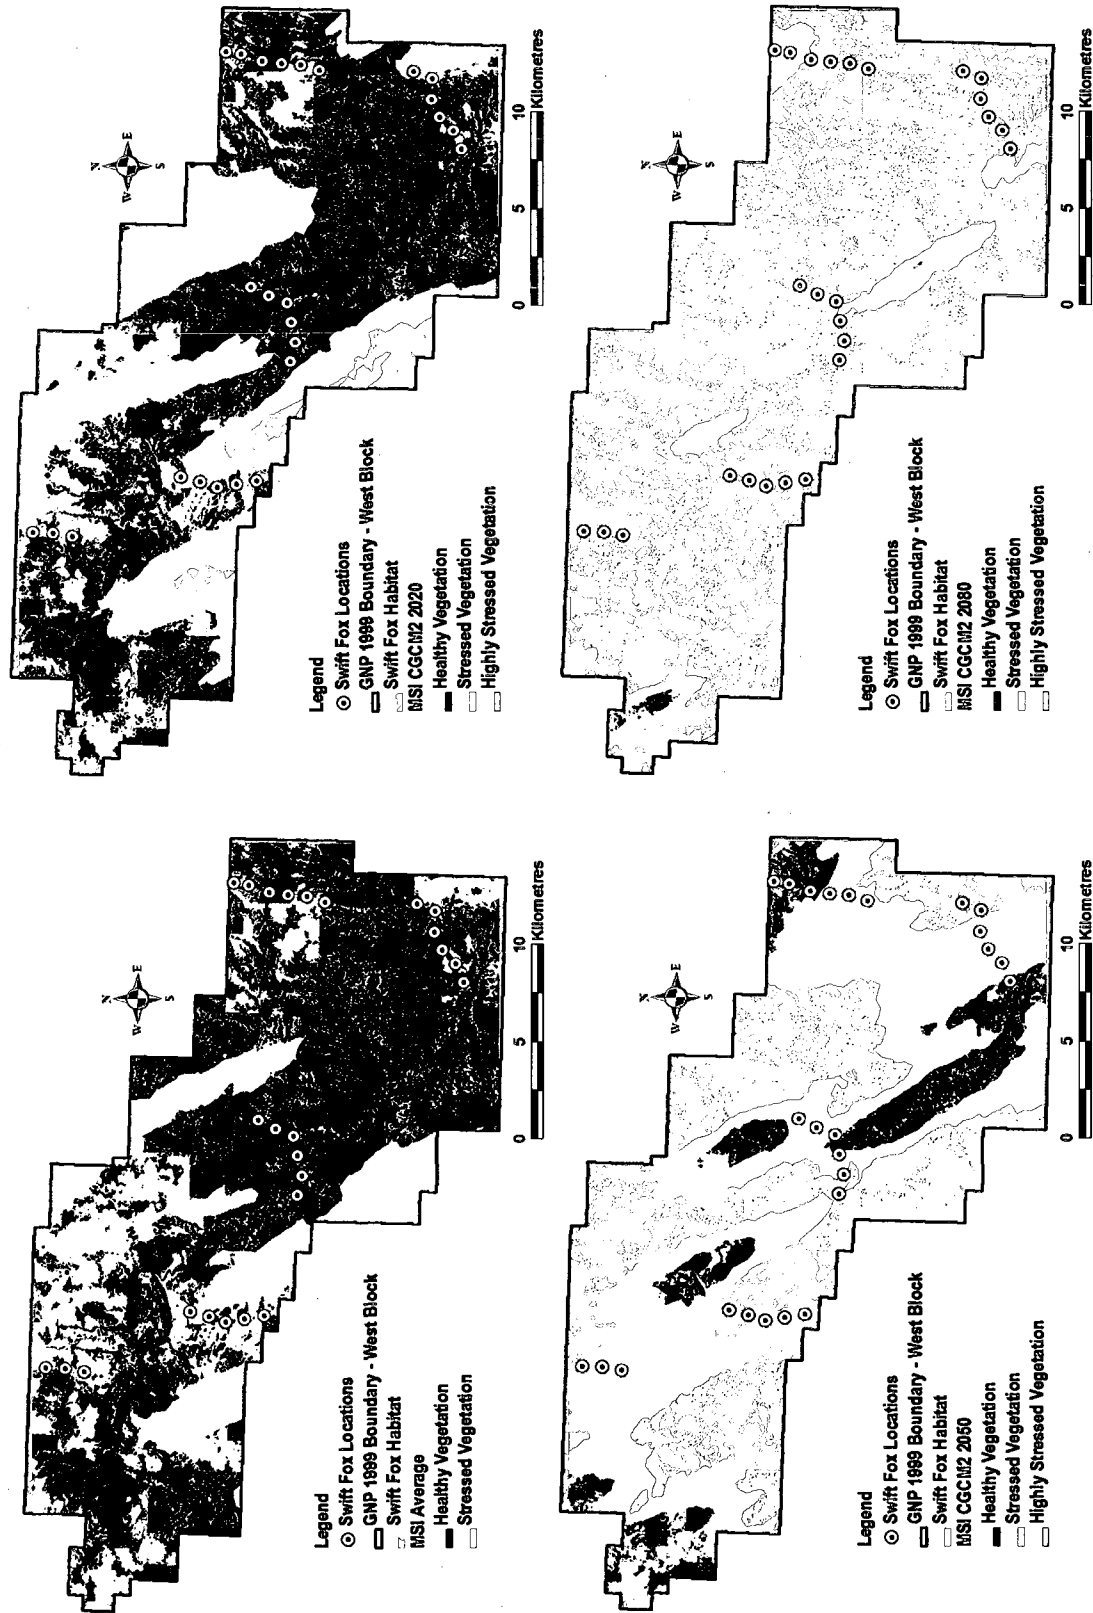 N
W E
S
Legend
Swift Fox Locations
GNP 1999 Boundary - West Block
Swift Fox Habitat
MSI Average
Healthy Vegetation
Stressed Vegetation
0 5 10
Kilometres
N
W E
S
Legend
Swift Fox Locations
GNP 1999 Boundary - West Block
Swift Fox Habitat
MSI CGCM2 2020
Healthy Vegetation
Stressed Vegetation
Highly Stressed Vegetation
0 5 10
Kilometres
N
W E
S
Legend
Swift Fox Locations
GNP 1999 Boundary - West Block
Swift Fox Habitat
MSI CGCM2 2050
Healthy Vegetation
Stressed Vegetation
Highly Stressed Vegetation
0 5 10
Kilometres
N
W E
S
Legend
Swift Fox Locations
GNP 1999 Boundary - West Block
Swift Fox Habitat
MSI CGCM2 2080
Healthy Vegetation
Stressed Vegetation
Highly Stressed Vegetation
0 5 10
Kilometres